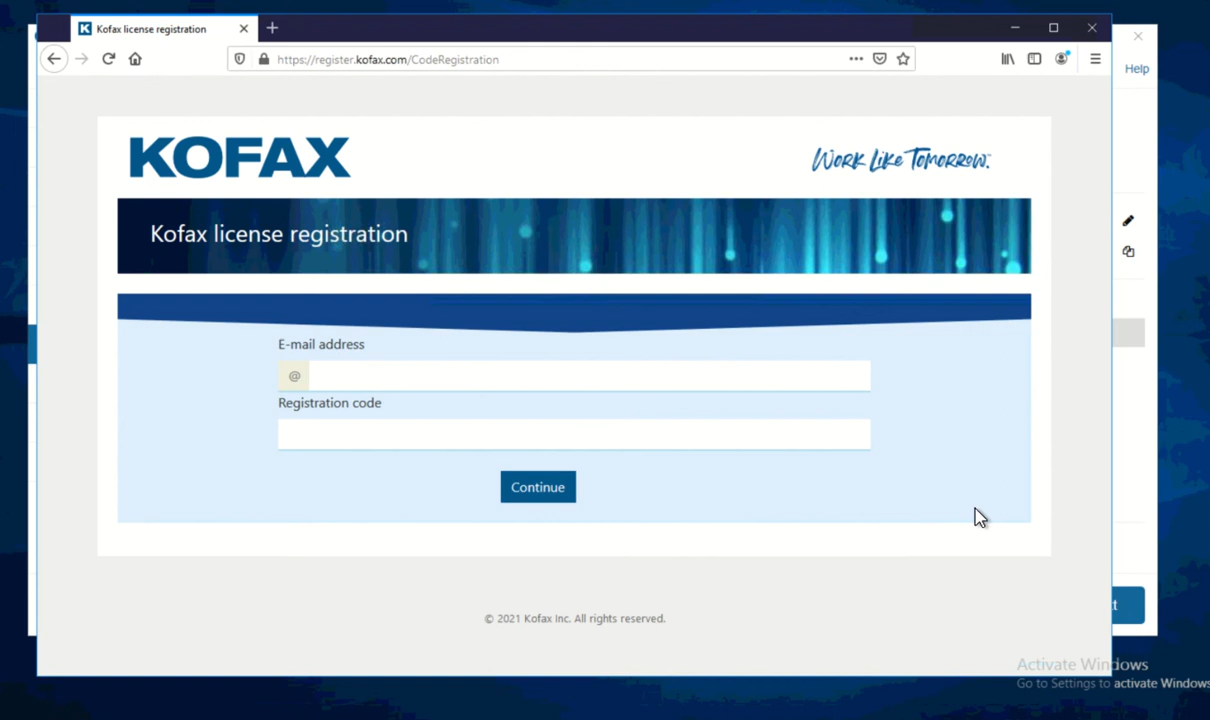 Kofax license registration
https://register.kofax.com/CodeRegistration
Help
KOFAX
WORK LIKE TOMORROW.
Kofax license registration
E-mail address
@
Registration code
Continue
© 2021 Kofax Inc. All rights reserved.
Activate Windows
Go to Settings to activate Windows